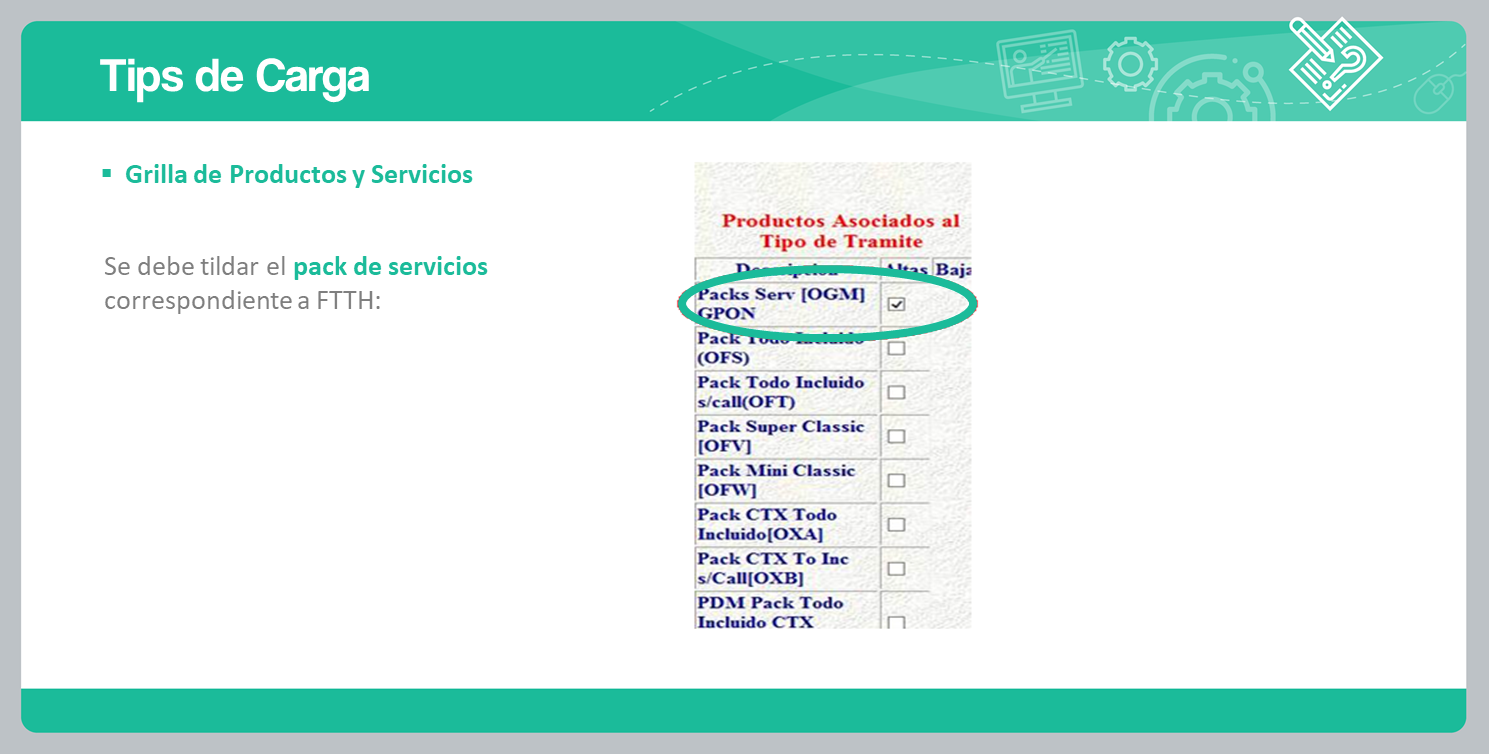 Tips de Carga
Grilla de Productos y Servicios
Se debe tildar el pack de servicios
correspondiente a FTTH:
Productos Asociados al
Tipo de Tramite
Descripcion Altas Baja
Packs Serv [OGM]
GPON
Pack Todo Incluido
(OFS)
Pack Todo Incluido
s/call(OFT)
Pack Super Classic
[OFV]
Pack Mini Classic
[OFW]
Pack CTX Todo
Incluido[OXA]
Pack CTX To Inc
s/Call[OXB]
PDM Pack Todo
Incluido CTX